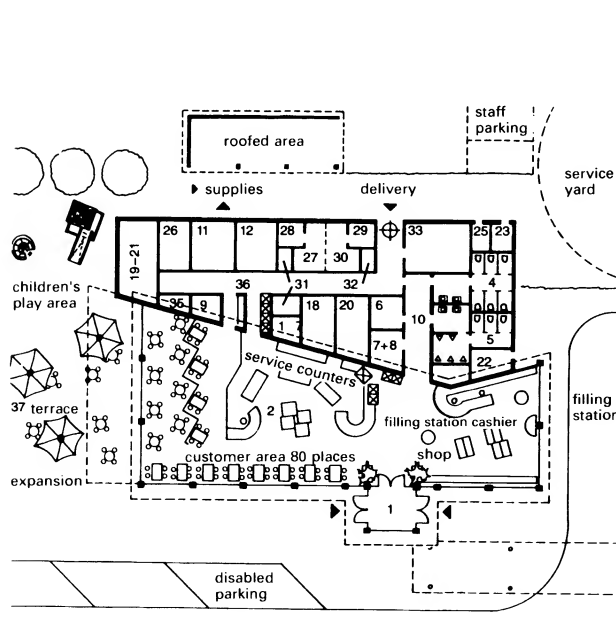 staff
parking
roofed area
service
yard
supplies
delivery
26
11
12
28
29
33
25
23
27
30
19–21
4
31
32
36
children's
play area
35
9
18
20
6
10
1
5
7+8
22
service counters
37 terrace
2
filling station cashier
filling
station
shop
customer area 80 places
expansion
1
disabled
parking